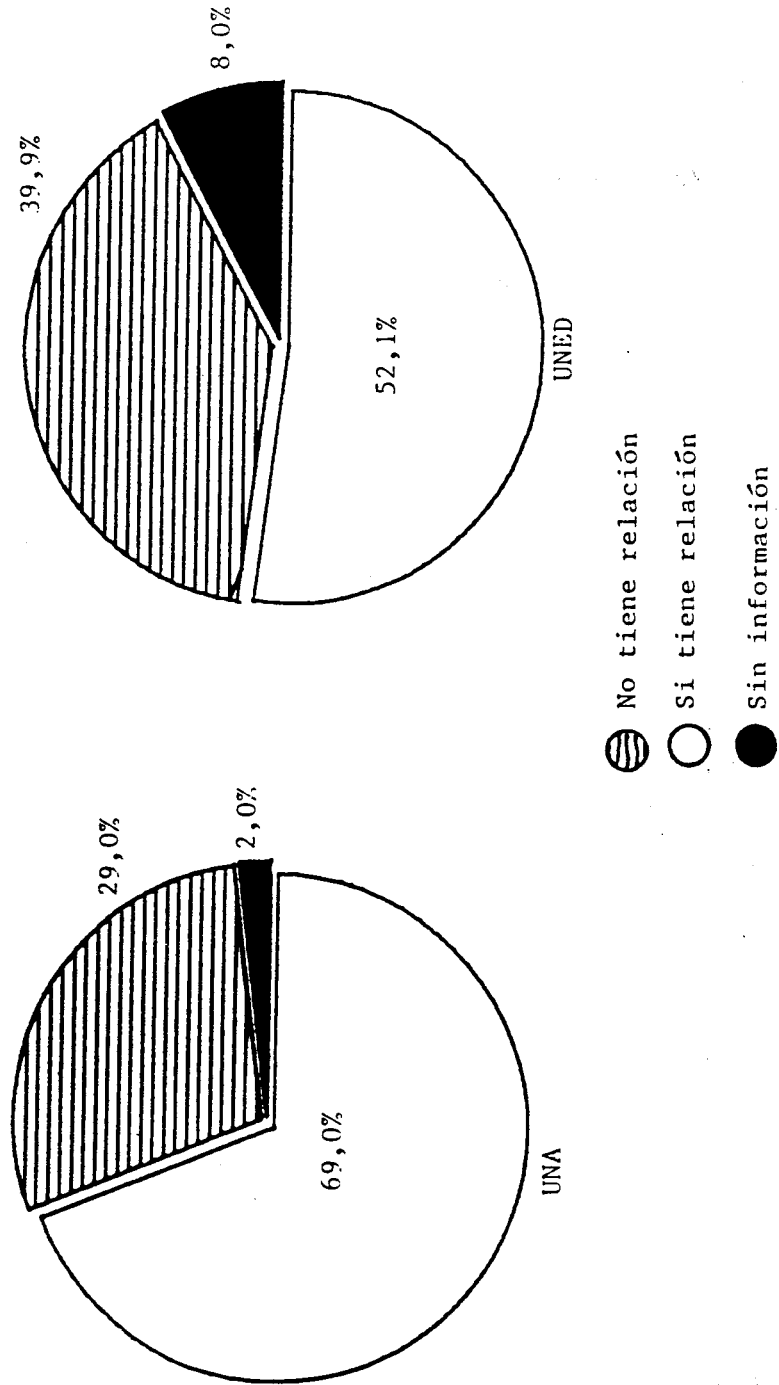 29,0%
2,0%
69,0%
UNA
39,9%
8,0%
52,1%
UNED
No tiene relación
Si tiene relación
Sin información